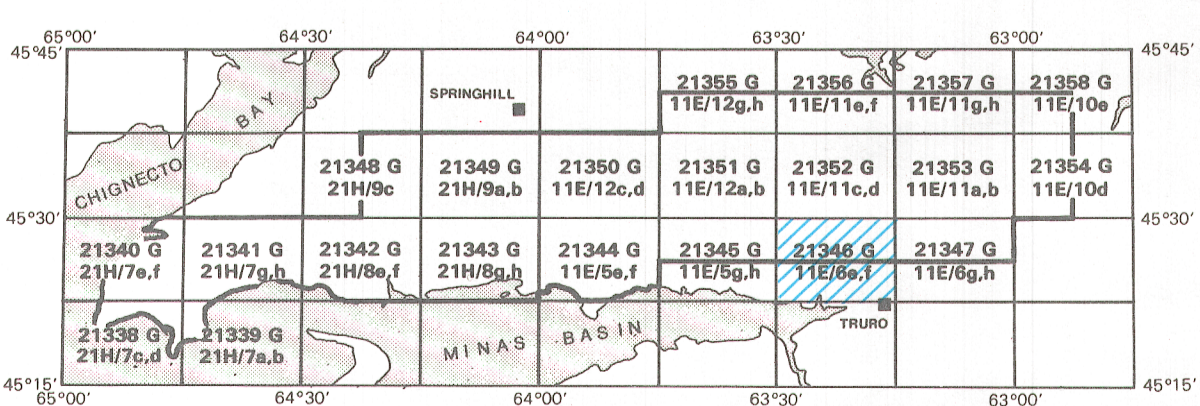 65°00' 64°30' 64°00' 63°30' 63°00'
45°45' 45°45'
SPRINGHILL
21355 G 21356 G 21357 G 21358 G
11E/12g,h 11E/11e,f 11E/11g,h 11E/10e
CHIGNECTO BAY
21348 G 21349 G 21350 G 21351 G 21352 G 21353 G 21354 G
21H/9c 21H/9a,b 11E/12c,d 11E/12a,b 11E/11c,d 11E/11a,b 11E/10d
45°30' 45°30'
21340 G 21341 G 21342 G 21343 G 21344 G 21345 G 21346 G 21347 G
21H/7e,f 21H/7g,h 21H/8e,f 21H/8g,h 11E/5e,f 11E/5g,h 11E/6e,f 11E/6g,h
21338 G 21339 G
21H/7c,d 21H/7a,b
MINAS BASIN
TRURO
45°15' 45°15'
65°00' 64°30' 64°00' 63°30' 63°00'